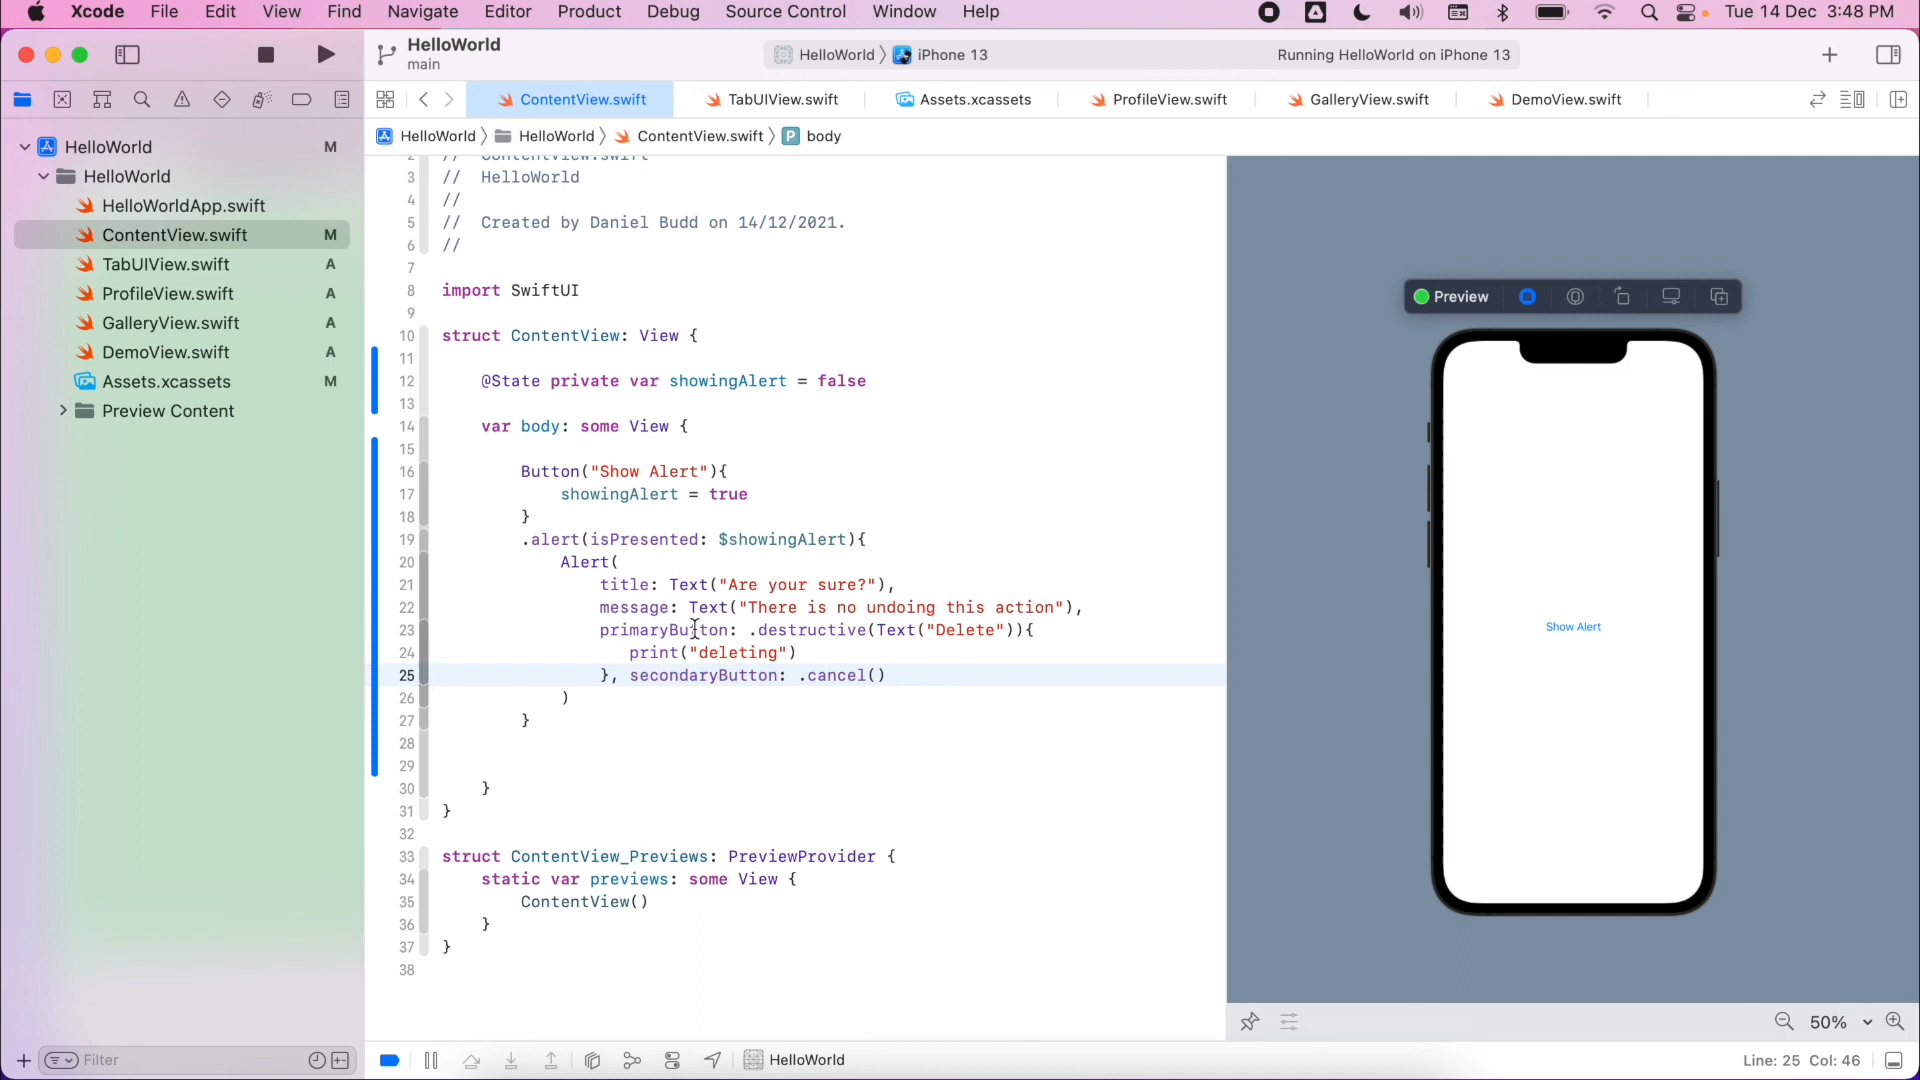 Xcode File Edit View Find Navigate Editor Product Debug Source Control Window Help Tue 14 Dec 3:48 PM
HelloWorld
main
HelloWorld iPhone 13 Running HelloWorld on iPhone 13
ContentView.swift TabUIView.swift Assets.xcassets ProfileView.swift GalleryView.swift DemoView.swift
HelloWorld HelloWorld ContentView.swift P body
HelloWorld M
HelloWorld
HelloWorldApp.swift
ContentView.swift M
TabUIView.swift A
ProfileView.swift A
GalleryView.swift A
DemoView.swift A
Assets.xcassets M
Preview Content
2 // ContentView.swift
3 // HelloWorld
4 //
5 // Created by Daniel Budd on 14/12/2021.
6 //
7
8 import SwiftUI
9
10 struct ContentView: View {
11
12 @State private var showingAlert = false
13
14 var body: some View {
15
16 Button("Show Alert"){
17 showingAlert = true
18 }
19 .alert(isPresented: $showingAlert){
20 Alert(
21 title: Text("Are your sure?"),
22 message: Text("There is no undoing this action"),
23 primaryButton: .destructive(Text("Delete")){
24 print("deleting")
25 }, secondaryButton: .cancel()
26 )
27 }
28
29
30 }
31 }
32
33 struct ContentView_Previews: PreviewProvider {
34 static var previews: some View {
35 ContentView()
36 }
37 }
38
Preview
Show Alert
50%
Filter
HelloWorld
Line: 25 Col: 46